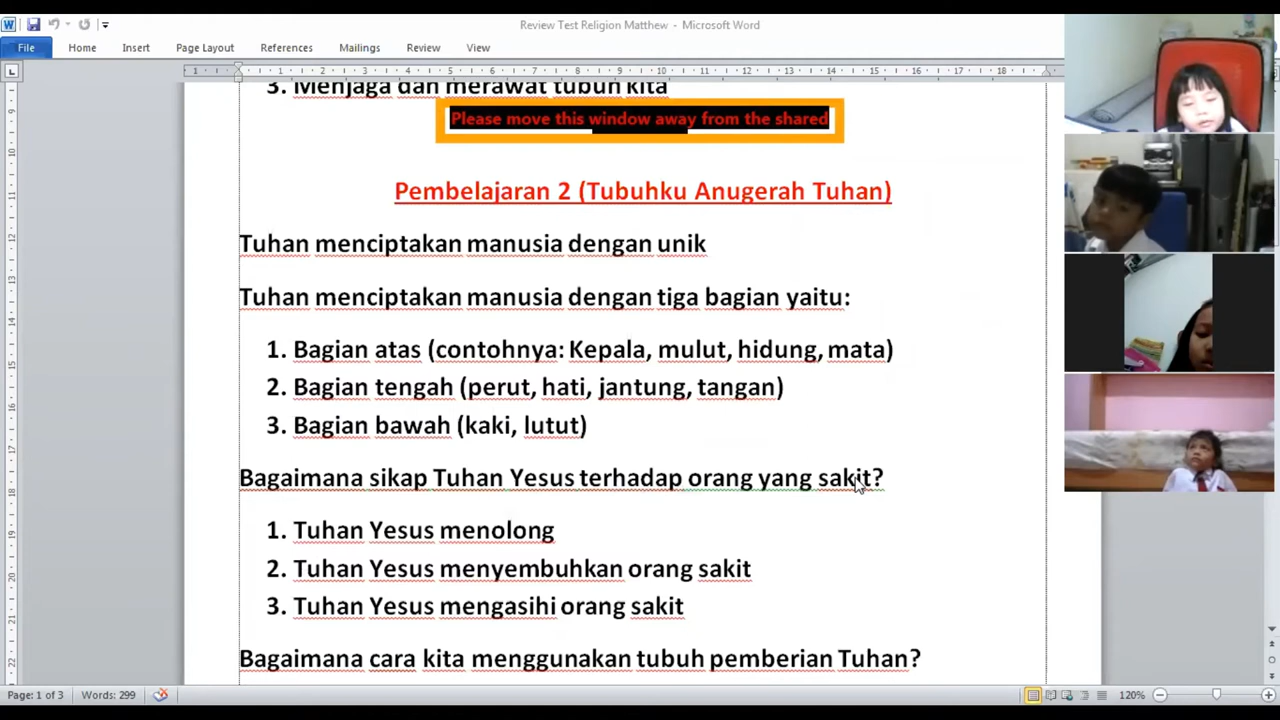 Review Test Religion Matthew - Microsoft Word
File Home Insert Page Layout References Mailings Review View
3. Menjaga dan merawat tubuh kita
Please move this window away from the shared
Pembelajaran 2 (Tubuhku Anugerah Tuhan)
Tuhan menciptakan manusia dengan unik
Tuhan menciptakan manusia dengan tiga bagian yaitu:
1. Bagian atas (contohnya: Kepala, mulut, hidung, mata)
2. Bagian tengah (perut, hati, jantung, tangan)
3. Bagian bawah (kaki, lutut)
Bagaimana sikap Tuhan Yesus terhadap orang yang sakit?
1. Tuhan Yesus menolong
2. Tuhan Yesus menyembuhkan orang sakit
3. Tuhan Yesus mengasihi orang sakit
Bagaimana cara kita menggunakan tubuh pemberian Tuhan?
Page: 1 of 3 Words: 299 120%